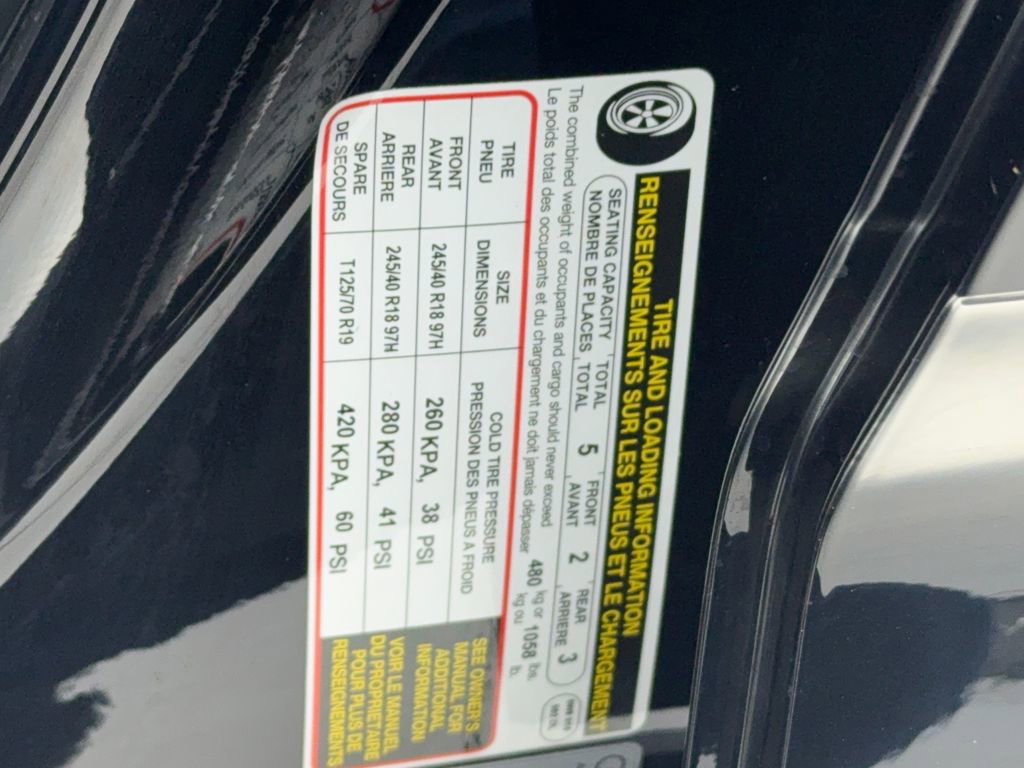 TIRE AND LOADING INFORMATION
RENSEIGNEMENTS SUR LES PNEUS ET LE CHARGEMENT
SEATING CAPACITY TOTAL 5 FRONT 2 REAR 3
NOMBRE DE PLACES TOTAL AVANT ARRIERE
The combined weight of occupants and cargo should never exceed 480 kg or 1058 lbs.
Le poids total des occupants et du chargement ne doit jamais dépasser kg ou lb.
TIRE SIZE COLD TIRE PRESSURE
PNEU DIMENSIONS PRESSION DES PNEUS A FROID
FRONT
AVANT 245/40 R18 97H 260 KPA, 38 PSI
REAR
ARRIERE 245/40 R18 97H 280 KPA, 41 PSI
SPARE
DE SECOURS T125/70 R19 420 KPA, 60 PSI
SEE OWNER'S
MANUAL FOR
ADDITIONAL
INFORMATION
VOIR LE MANUEL
DU PROPRIETAIRE
POUR PLUS DE
RENSEIGNEMENTS